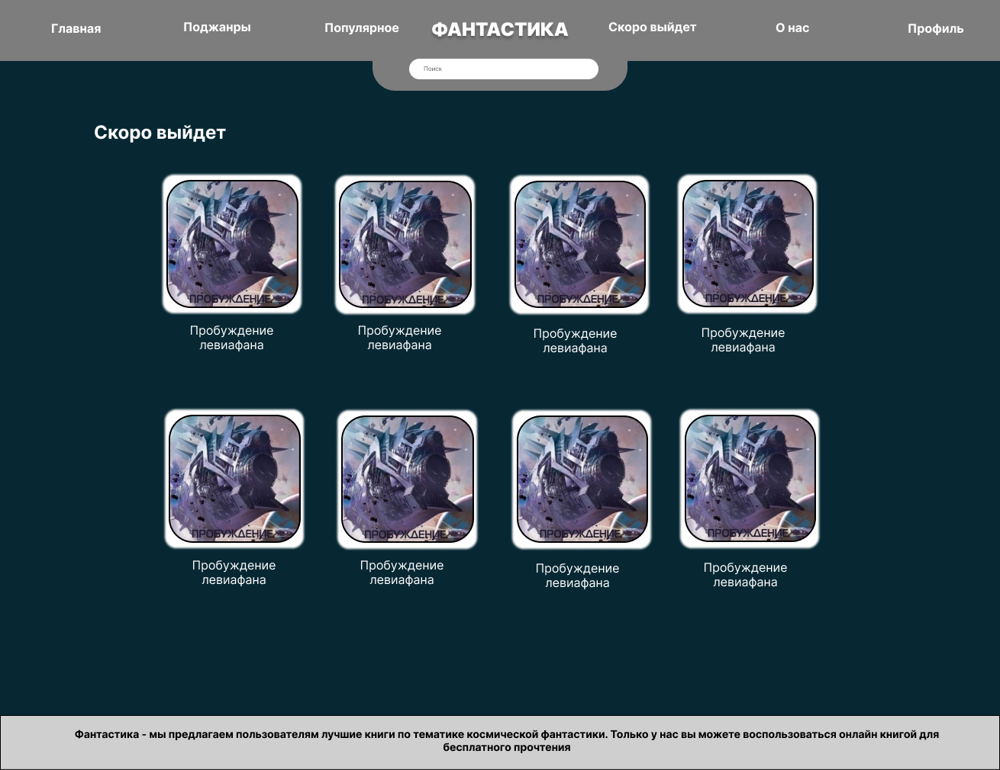 Главная
Поджанры
Популярное
ФАНТАСТИКА
Скоро выйдет
О нас
Профиль
Поиск
Скоро выйдет
ПРОБУЖДЕНИЕ
ПРОБУЖДЕНИЕ
ПРОБУЖДЕНИЕ
ПРОБУЖДЕНИЕ
Пробуждение
левиафана
Пробуждение
левиафана
Пробуждение
левиафана
Пробуждение
левиафана
ПРОБУЖДЕНИЕ
ПРОБУЖДЕНИЕ
ПРОБУЖДЕНИЕ
ПРОБУЖДЕНИЕ
Пробуждение
левиафана
Пробуждение
левиафана
Пробуждение
левиафана
Пробуждение
левиафана
Фантастика - мы предлагаем пользователям лучшие книги по тематике космической фантастики. Только у нас вы можете воспользоваться онлайн книгой для
бесплатного прочтения